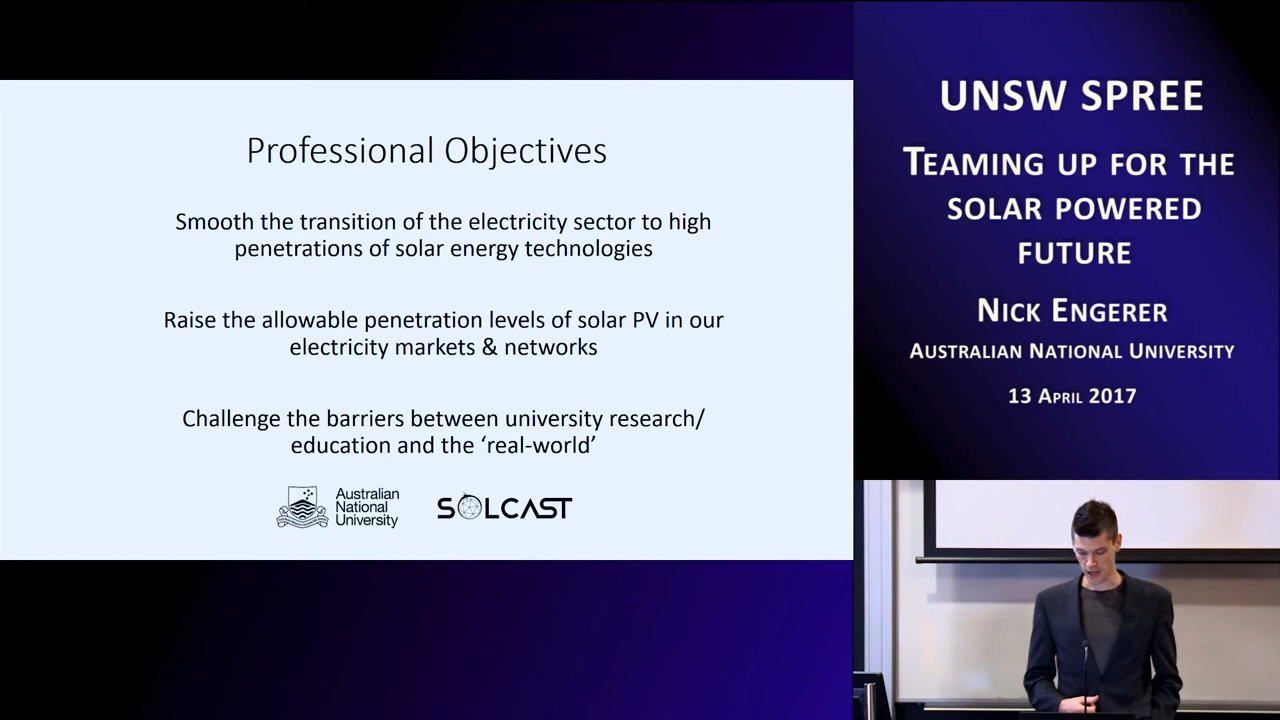 Professional Objectives
Smooth the transition of the electricity sector to high
penetrations of solar energy technologies
Raise the allowable penetration levels of solar PV in our
electricity markets & networks
Challenge the barriers between university research/
education and the ‘real-world’
Australian
National
University
SOLCAST
UNSW SPREE
TEAMING UP FOR THE
SOLAR POWERED
FUTURE
NICK ENGERER
AUSTRALIAN NATIONAL UNIVERSITY
13 APRIL 2017